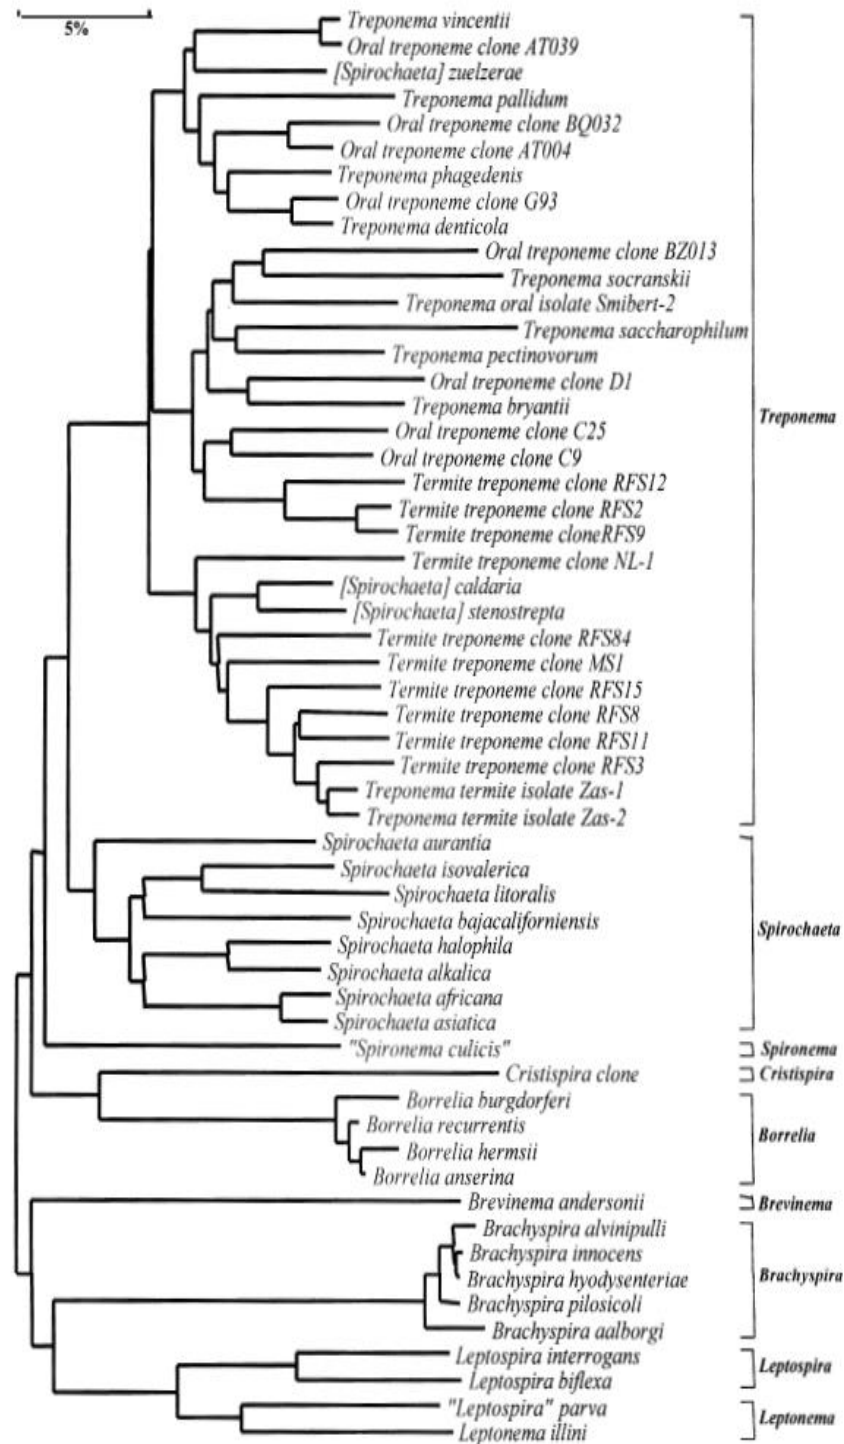 5%
Treponema vincentii
Oral treponeme clone AT039
[Spirochaeta] zuelzerae
Treponema pallidum
Oral treponeme clone BQ032
Oral treponeme clone AT004
Treponema phagedenis
Oral treponeme clone G93
Treponema denticola
Oral treponeme clone BZ013
Treponema socranskii
Treponema oral isolate Smibert-2
Treponema saccharophilum
Treponema pectinovorum
Oral treponeme clone D1
Treponema bryantii
Treponema
Oral treponeme clone C25
Oral treponeme clone C9
Termite treponeme clone RFS12
Termite treponeme clone RFS2
Termite treponeme cloneRFS9
Termite treponeme clone NL-1
[Spirochaeta] caldaria
[Spirochaeta] stenostrepta
Termite treponeme clone RFS84
Termite treponeme clone MS1
Termite treponeme clone RFS15
Termite treponeme clone RFS8
Termite treponeme clone RFS11
Termite treponeme clone RFS3
Treponema termite isolate Zas-1
Treponema termite isolate Zas-2
Spirochaeta aurantia
Spirochaeta isovalerica
Spirochaeta litoralis
Spirochaeta bajacaliforniensis
Spirochaeta
Spirochaeta halophila
Spirochaeta alkalica
Spirochaeta africana
Spirochaeta asiatica
"Spironema culicis"
Spironema
Cristispira clone
Cristispira
Borrelia burgdorferi
Borrelia recurrentis
Borrelia
Borrelia hermsii
Borrelia anserina
Brevinema andersonii
Brevinema
Brachyspira alvinipulli
Brachyspira innocens
Brachyspira hyodysenteriae
Brachyspira
Brachyspira pilosicoli
Brachyspira aalborgi
Leptospira interrogans
Leptospira
Leptospira biflexa
"Leptospira" parva
Leptonema
Leptonema illini